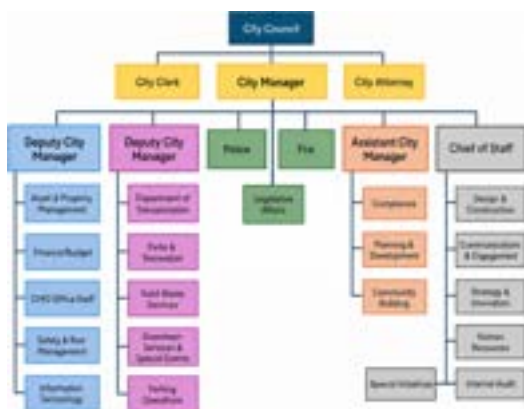 City Council
City Clerk
City Manager
City Attorney
Deputy City
Manager
Deputy City
Manager
Police
Fire
Assistant City
Manager
Chief of Staff
Legislative
Affairs
Asset & Property
Management
Department of
Transportation
Compliance
Design &
Construction
Finance/Budget
Parks &
Recreation
Planning &
Development
Communications
& Engagement
Office Staff
Solid Waste
Services
Community
Building
Strategy &
Innovation
Safety & Risk
Management
Downtown
Services &
Special Events
Human
Resources
Information
Technology
Parking
Operations
Special Initiatives
Internal Audit